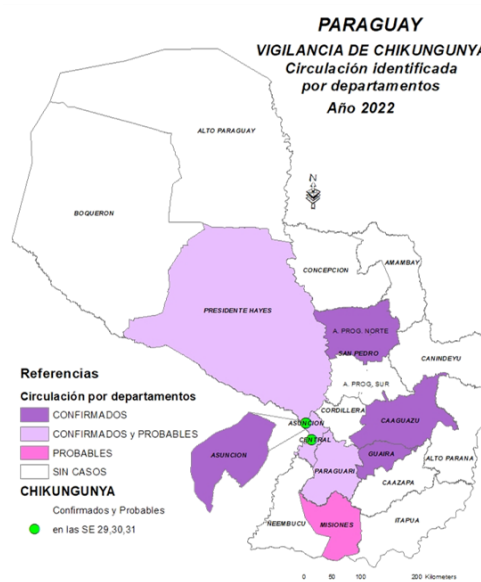 PARAGUAY
VIGILANCIA DE CHIKUNGUNYA
Circulación identificada
por departamentos
Año 2022
ALTO PARAGUAY
BOQUERON
N
CONCEPCION
AMAMBAY
PRESIDENTE HAYES
A. PROG. NORTE
SAN PEDRO
CANINDEYU
A. PROG, SUR
CORDILLERA
ASUNCION
CAAGUAZU
CENTRAL
ASUNCION
GUAIRA
ALTO PARANA
PARAGUARI
CAAZAPA
ÑEEMBUCU
MISIONES
ITAPUA
Referencias
Circulación por departamentos
CONFIRMADOS
CONFIRMADOS y PROBABLES
PROBABLES
SIN CASOS
CHIKUNGUNYA
Confirmados y Probables
en las SE 29,30,31
0 50 100 200 Kilometers